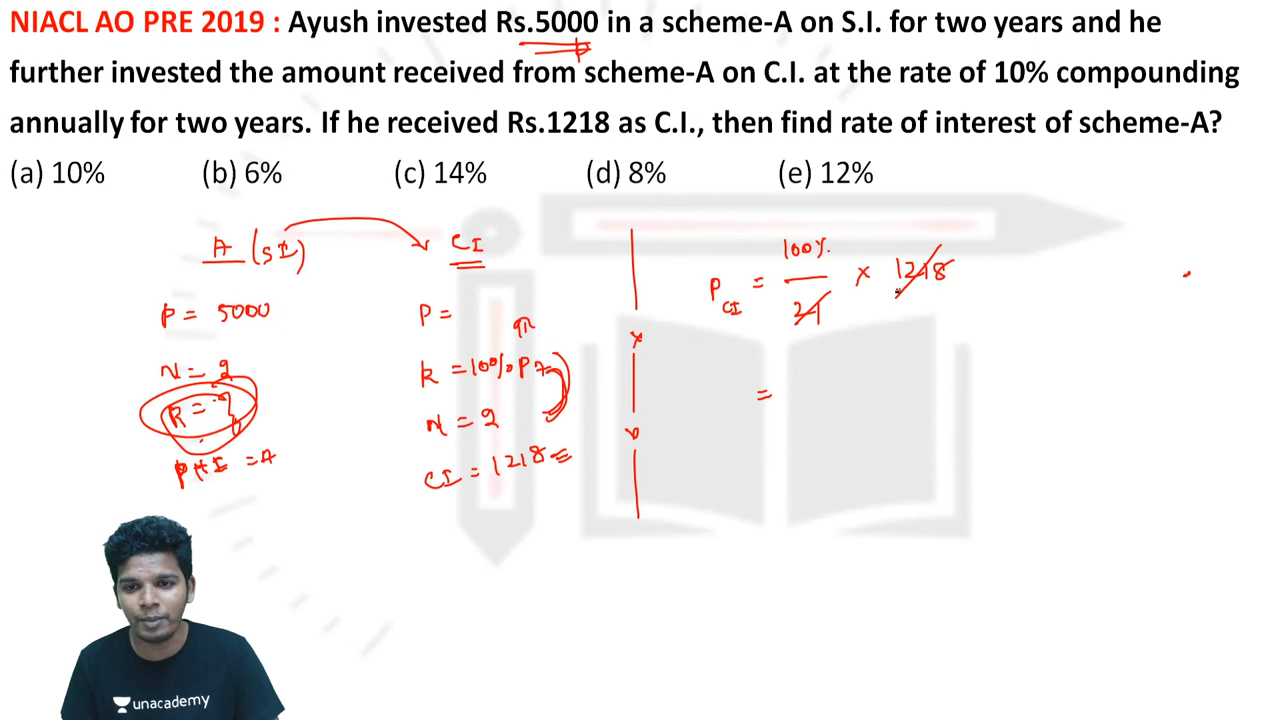 NIACL AO PRE 2019 : Ayush invested Rs.5000 in a scheme-A on S.I. for two years and he
further invested the amount received from scheme-A on C.I. at the rate of 10% compounding
annually for two years. If he received Rs.1218 as C.I., then find rate of interest of scheme-A?
(a) 10% (b) 6% (c) 14% (d) 8% (e) 12%
A (SI) CI
P = 5000 P =
N = 2 R = 10%
R = ? N = 2
P+I = A CI = 1218
P CI = 100% / 21 × 1218
=
unacademy